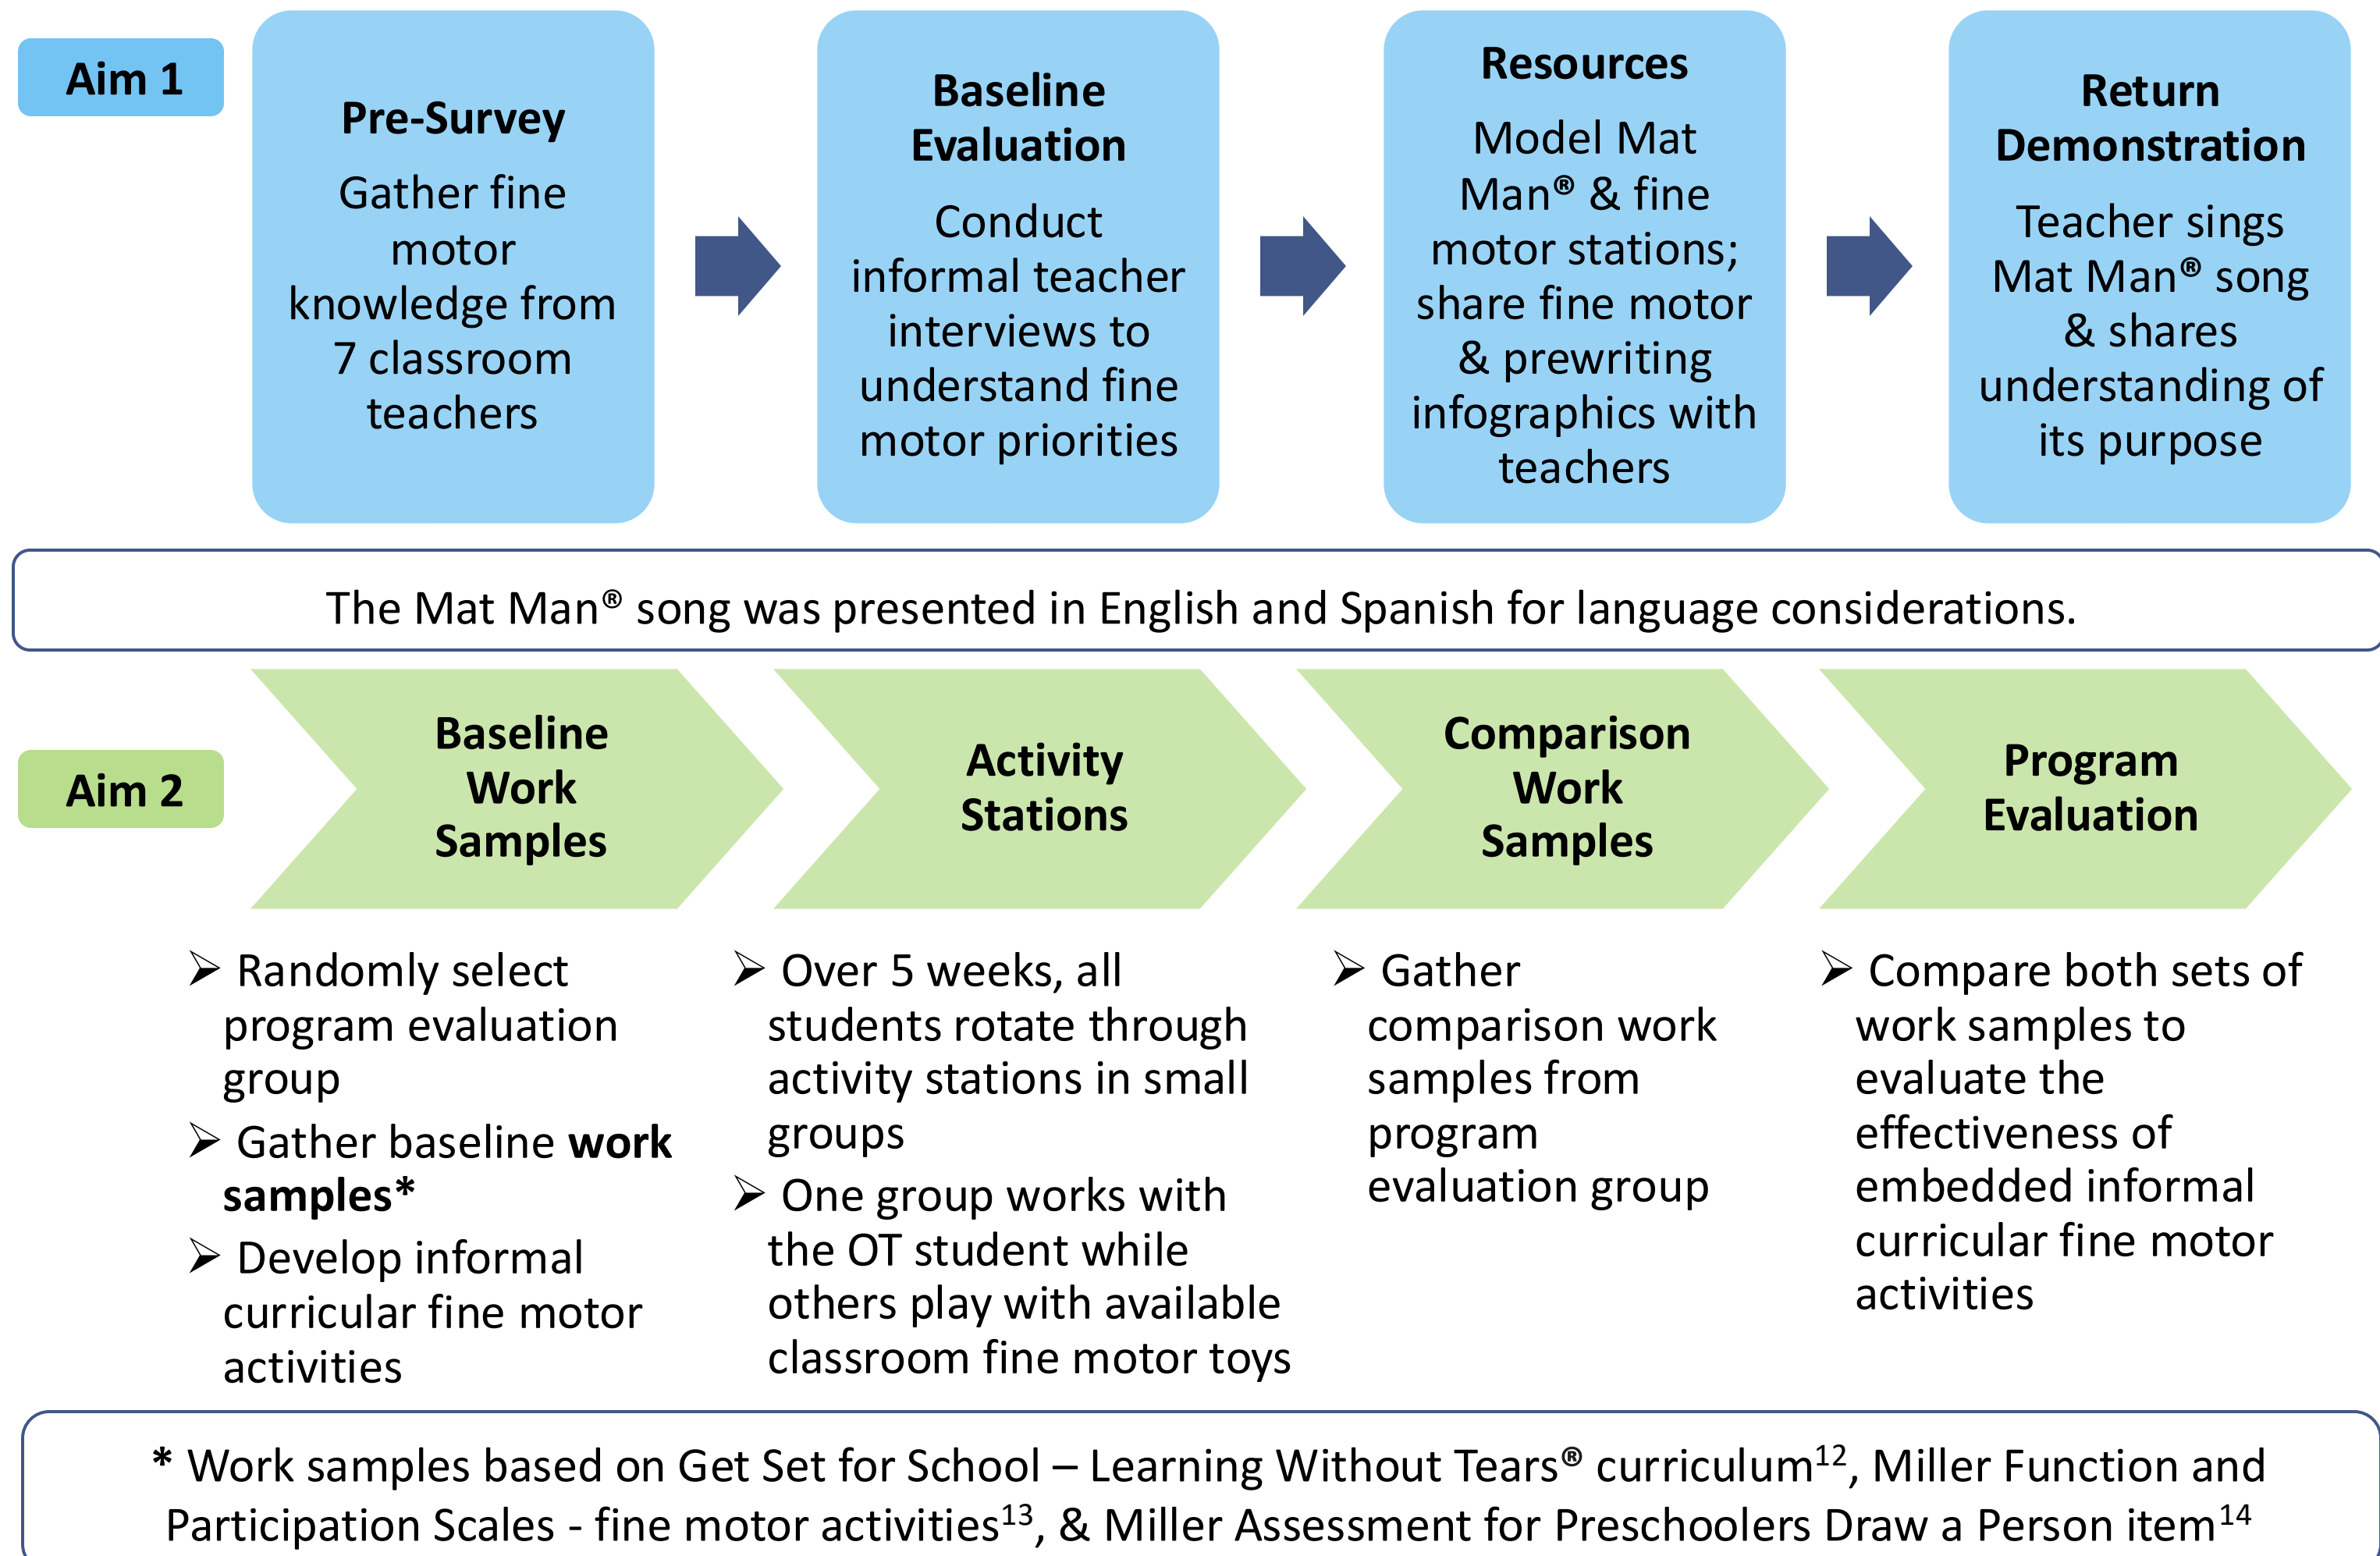 Aim 1
Pre-Survey
Gather fine
motor
knowledge from
7 classroom
teachers
Baseline
Evaluation
Conduct
informal teacher
interviews to
understand fine
motor priorities
Resources
Model Mat
Man® & fine
motor stations;
share fine motor
& prewriting
infographics with
teachers
Return
Demonstration
Teacher sings
Mat Man® song
& shares
understanding of
its purpose
The Mat Man® song was presented in English and Spanish for language considerations.
Aim 2
Baseline
Work
Samples
Activity
Stations
Comparison
Work
Samples
Program
Evaluation
➢ Randomly select
program evaluation
group
➢ Gather baseline work
samples*
➢ Develop informal
curricular fine motor
activities
➢ Over 5 weeks, all
students rotate through
activity stations in small
groups
➢ One group works with
the OT student while
others play with available
classroom fine motor toys
➢ Gather
comparison work
samples from
program
evaluation group
➢ Compare both sets of
work samples to
evaluate the
effectiveness of
embedded informal
curricular fine motor
activities
* Work samples based on Get Set for School – Learning Without Tears® curriculum¹², Miller Function and
Participation Scales - fine motor activities¹³, & Miller Assessment for Preschoolers Draw a Person item¹⁴